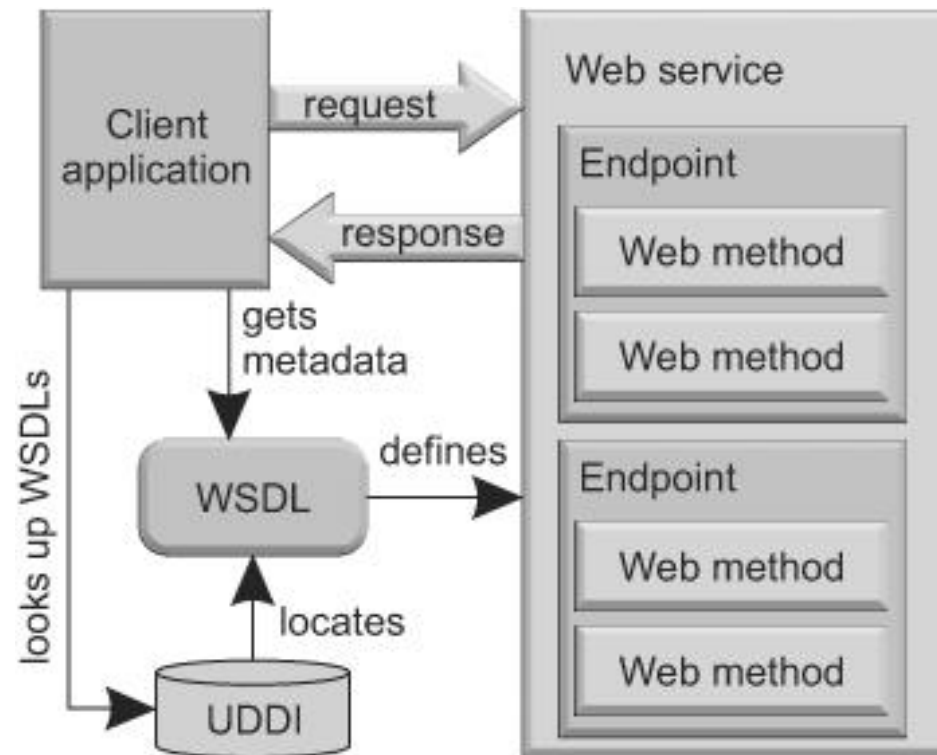 Client
application
request
response
Web service
Endpoint
Web method
Web method
Endpoint
Web method
Web method
gets
metadata
looks up WSDLs
WSDL
defines
locates
UDDI